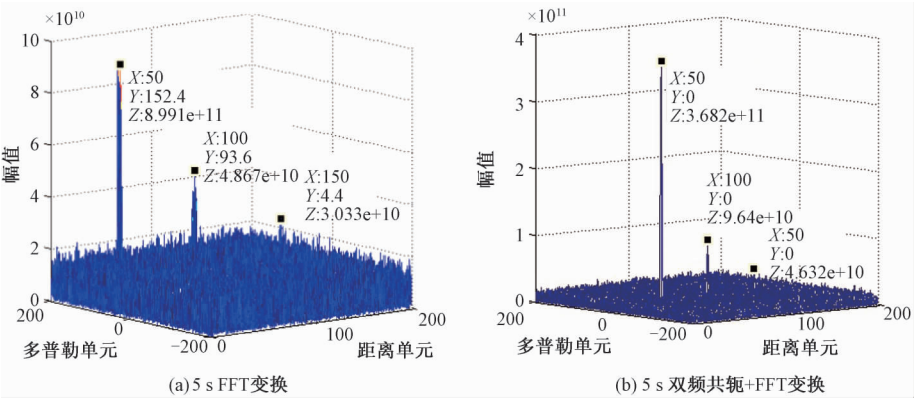 ×10¹⁰
10
8
6
4
2
0
幅值
X:50
Y:152.4
Z:8.991e+11
X:100
Y:93.6
Z:4.867e+10
X:150
Y:4.4
Z:3.033e+10
200
0
−200
多普勒单元
0
100
200
距离单元
(a)5 s FFT变换
×10¹¹
4
3
2
1
0
幅值
X:50
Y:0
Z:3.682e+11
X:100
Y:0
Z:9.64e+10
X:50
Y:0
Z:4.632e+10
200
0
−200
多普勒单元
0
100
200
距离单元
(b) 5 s 双频共轭+FFT变换